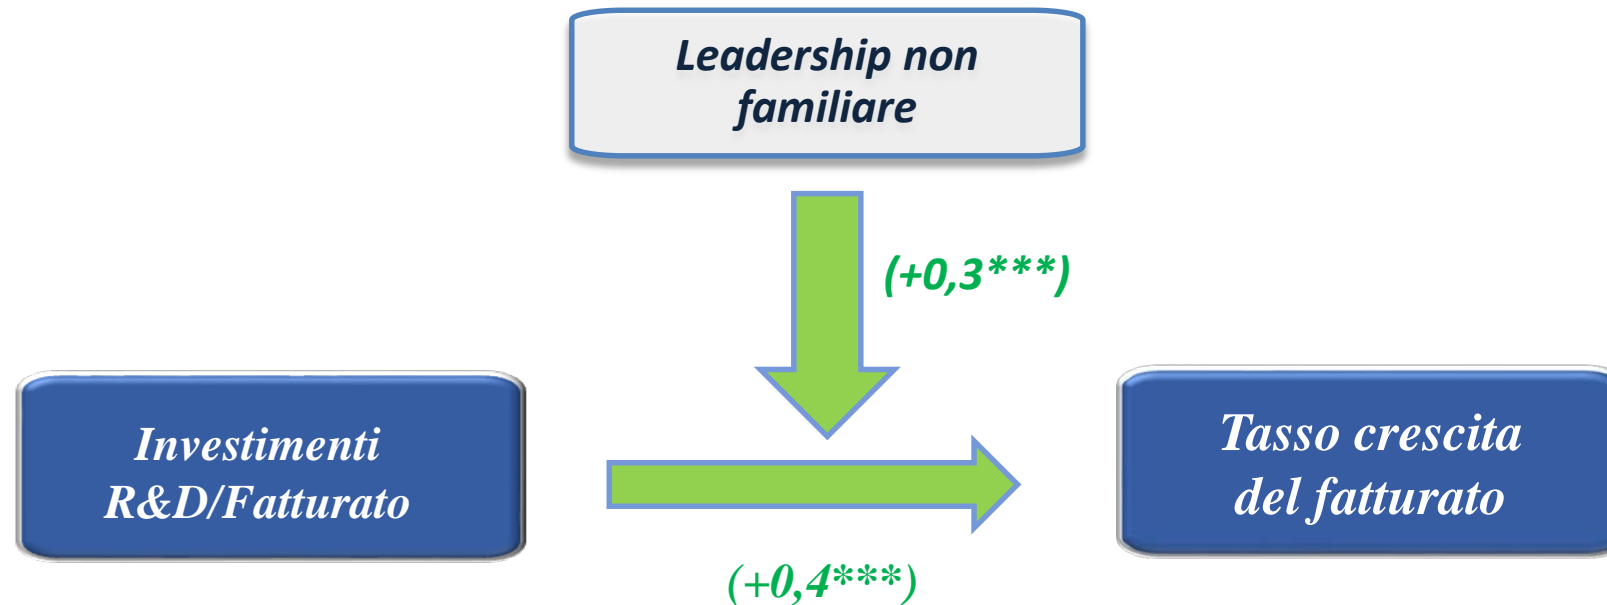 Leadership non
familiare
(+0,3***)
Investimenti
R&D/Fatturato
Tasso crescita
del fatturato
(+0,4***)